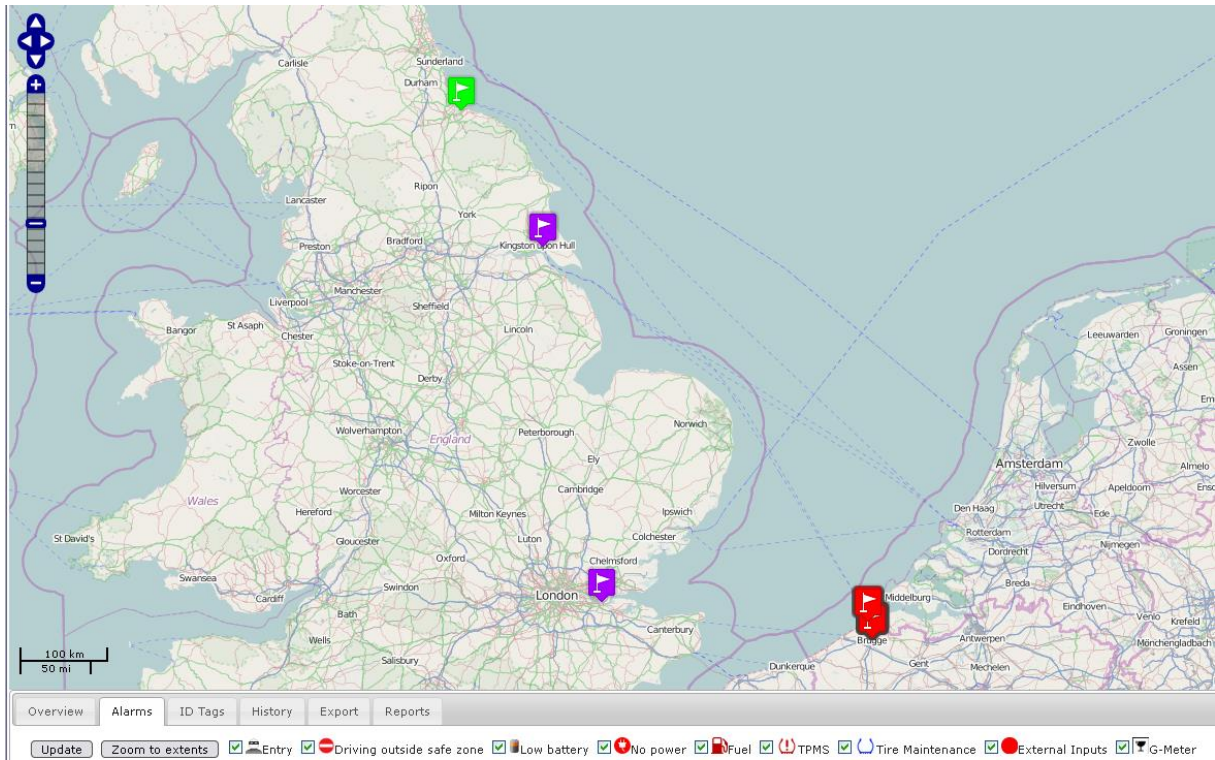 Carlisle
Sunderland
Durham
Ripon
Lancaster
York
Preston
Bradford
Kingston upon Hull
Manchester
Liverpool
Sheffield
Bangor
St Asaph
Chester
Lincoln
Leeuwarden
Groningen
Stoke-on-Trent
Assen
Derby
Em
Norwich
Wolverhampton
England
Peterborough
Zwolle
Ely
Amsterdam
Almelo
Worcester
Cambridge
Hilversum
Apeldoorn
Ensc
Wales
Hereford
Milton Keynes
Ipswich
Den Haag
Utrecht
Ede
St David's
Gloucester
Luton
Colchester
Rotterdam
Oxford
Chelmsford
Dordrecht
Nijmegen
Swansea
Swindon
Breda
Cardiff
London
Middelburg
Eindhoven
Bath
Venlo
Krefeld
Wells
Canterbury
Brugge
Antwerpen
Mönchengladbach
100 km
50 mi
Salisbury
Dunkerque
Gent
Mechelen
Overview Alarms ID Tags History Export Reports
Update Zoom to extents Entry Driving outside safe zone Low battery No power Fuel TPMS Tire Maintenance External Inputs G-Meter